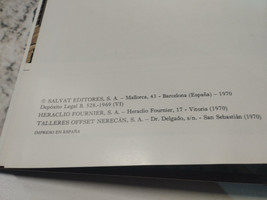 © SALVAT EDITORES, S. A. – Mallorca, 43 – Barcelona (España) – 1970
Depósito Legal B. 528-1969 (VI)
HERACLIO FOURNIER, S. A. – Heraclio Fournier, 17 – Vitoria (1970)
TALLERES OFFSET NERECÁN, S. A. – Dr. Delgado, s/n. – San Sebastián (1970)
IMPRESO EN ESPAÑA